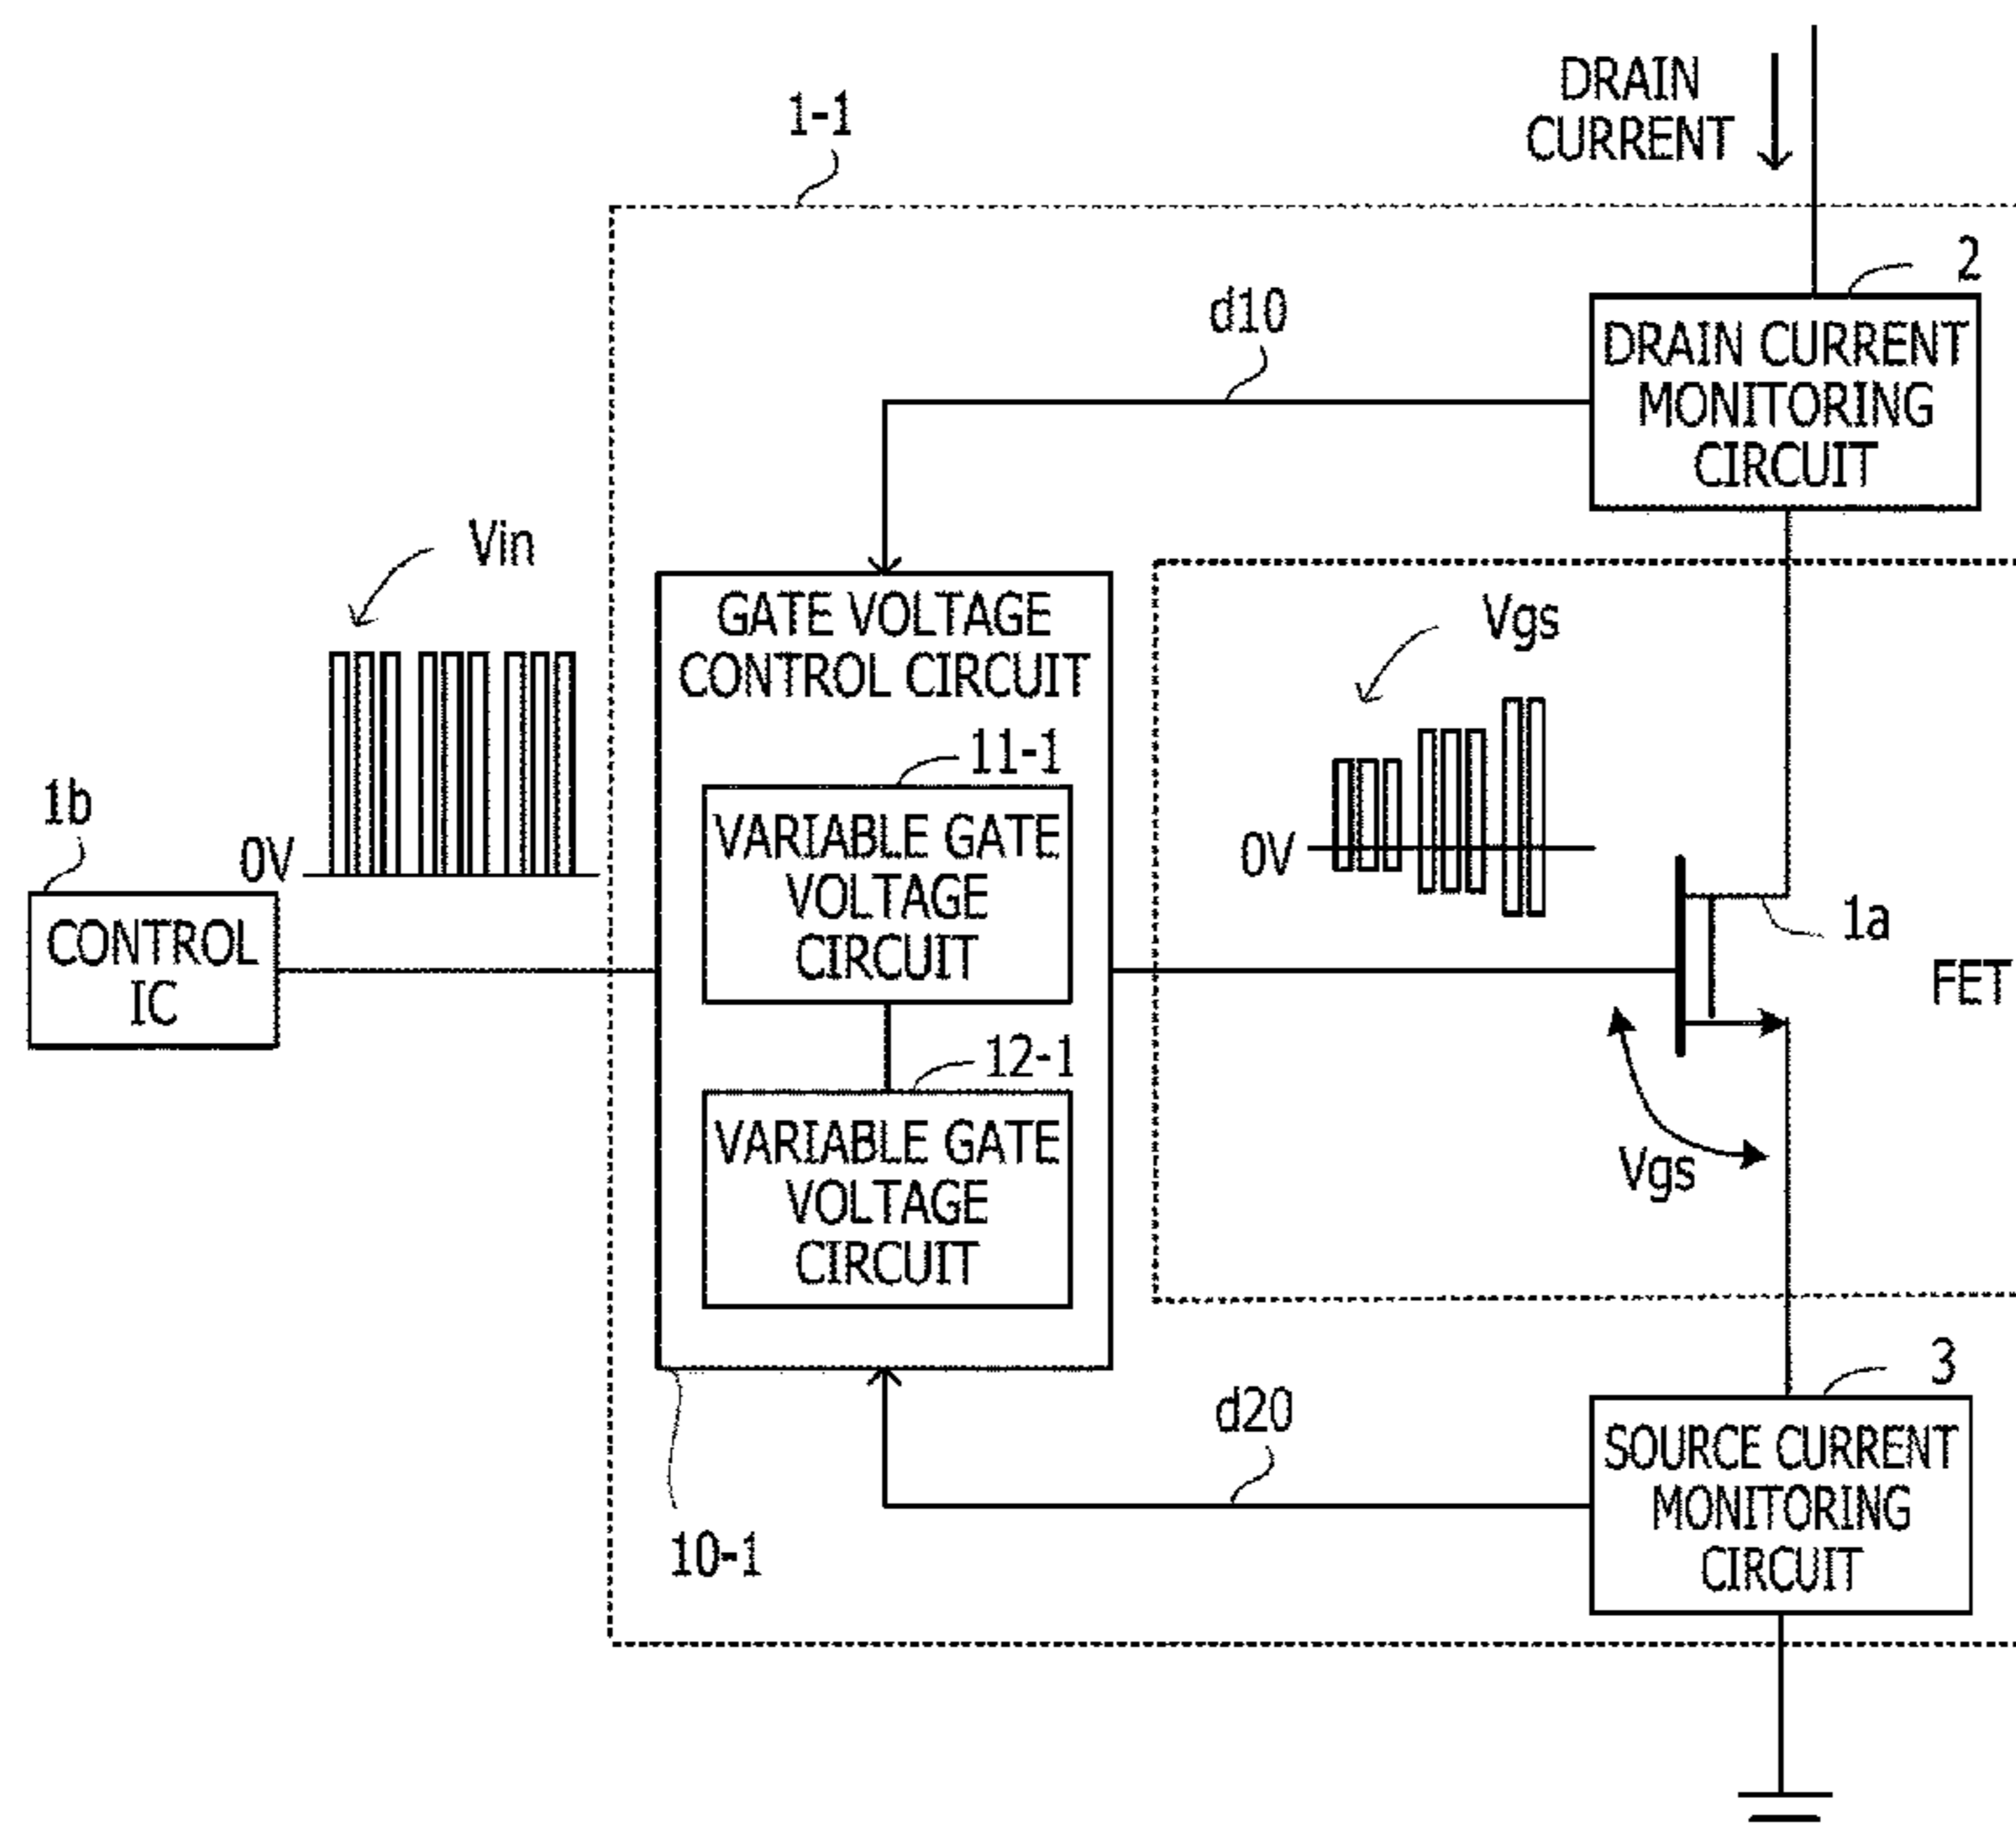 DRAIN
CURRENT
1-1
2
d10
DRAIN CURRENT
MONITORING
CIRCUIT
Vin
GATE VOLTAGE
CONTROL CIRCUIT
Vgs
11-1
1b
0V
VARIABLE GATE
VOLTAGE
CIRCUIT
0V
1a
CONTROL
IC
FET
12-1
VARIABLE GATE
VOLTAGE
CIRCUIT
Vgs
3
d20
SOURCE CURRENT
MONITORING
CIRCUIT
10-1